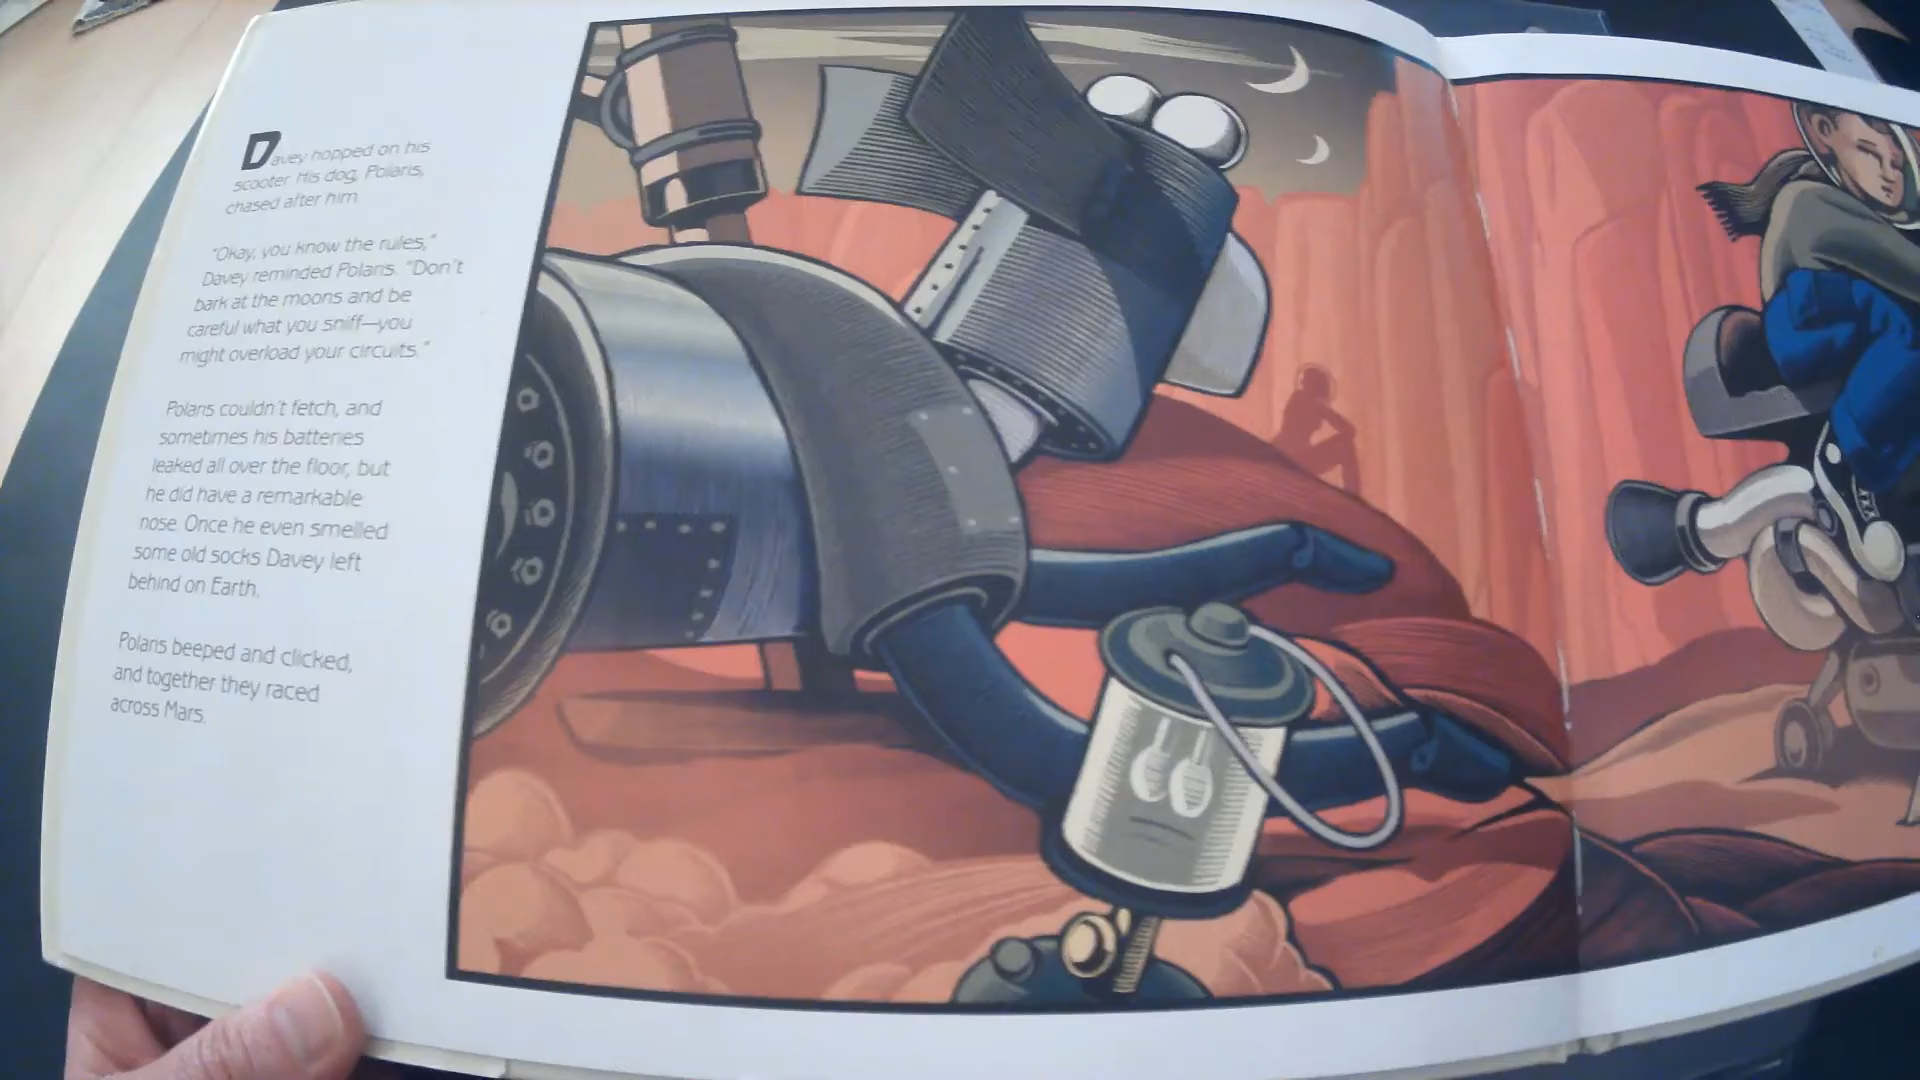 Davey hopped on his
scooter. His dog, Polaris,
chased after him.
"Okay, you know the rules,"
Davey reminded Polaris. "Don't
bark at the moons and be
careful what you sniff—you
might overload your circuits."
Polaris couldn't fetch, and
sometimes his batteries
leaked all over the floor, but
he did have a remarkable
nose. Once he even smelled
some old socks Davey left
behind on Earth.
Polaris beeped and clicked,
and together they raced
across Mars.